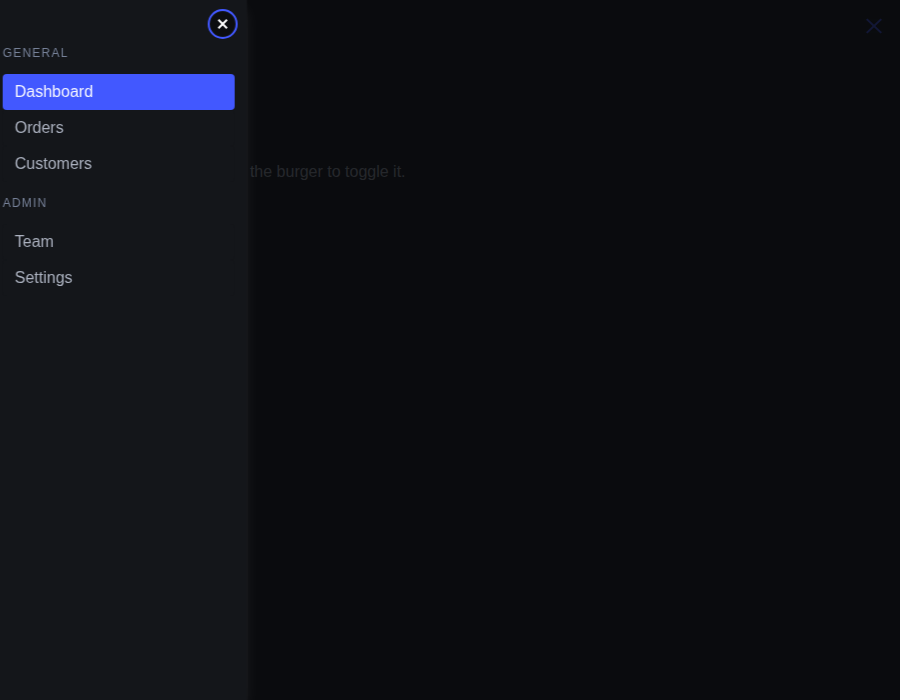 GENERAL
Dashboard
Orders
Customers
the burger to toggle it.
ADMIN
Team
Settings